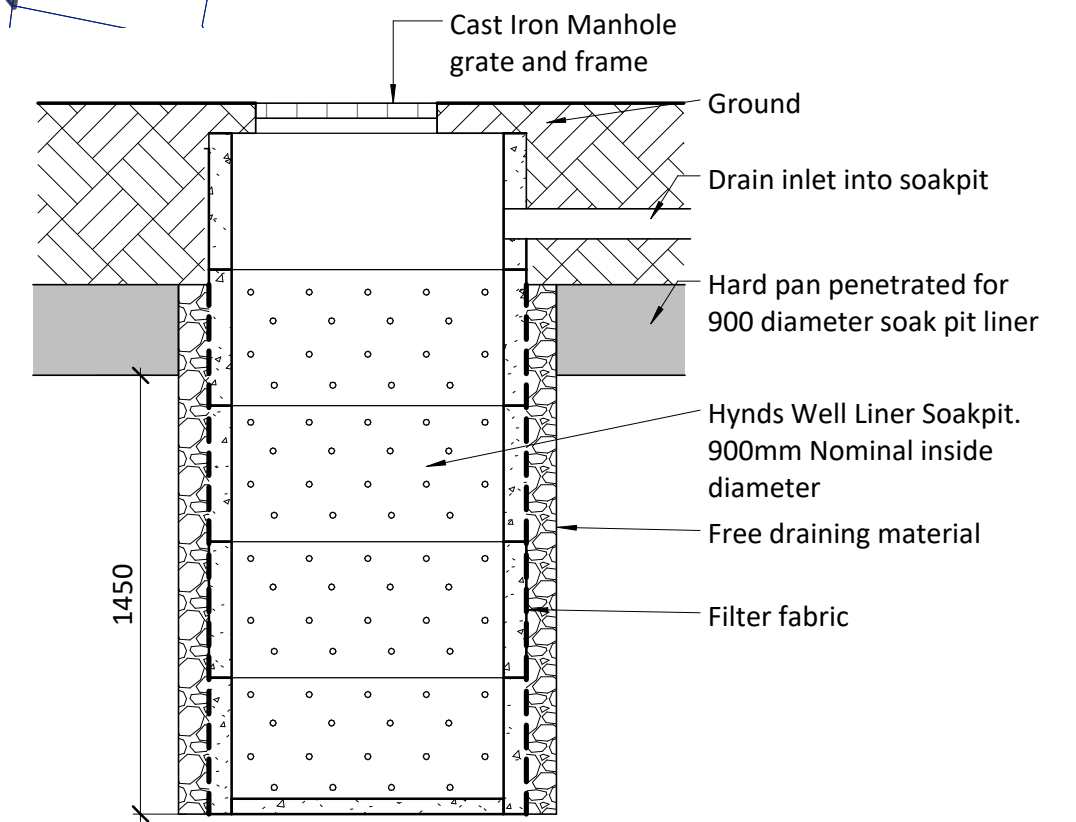 Cast Iron Manhole
grate and frame
Ground
Drain inlet into soakpit
Hard pan penetrated for
900 diameter soak pit liner
Hynds Well Liner Soakpit.
900mm Nominal inside
diameter
Free draining material
1450
Filter fabric